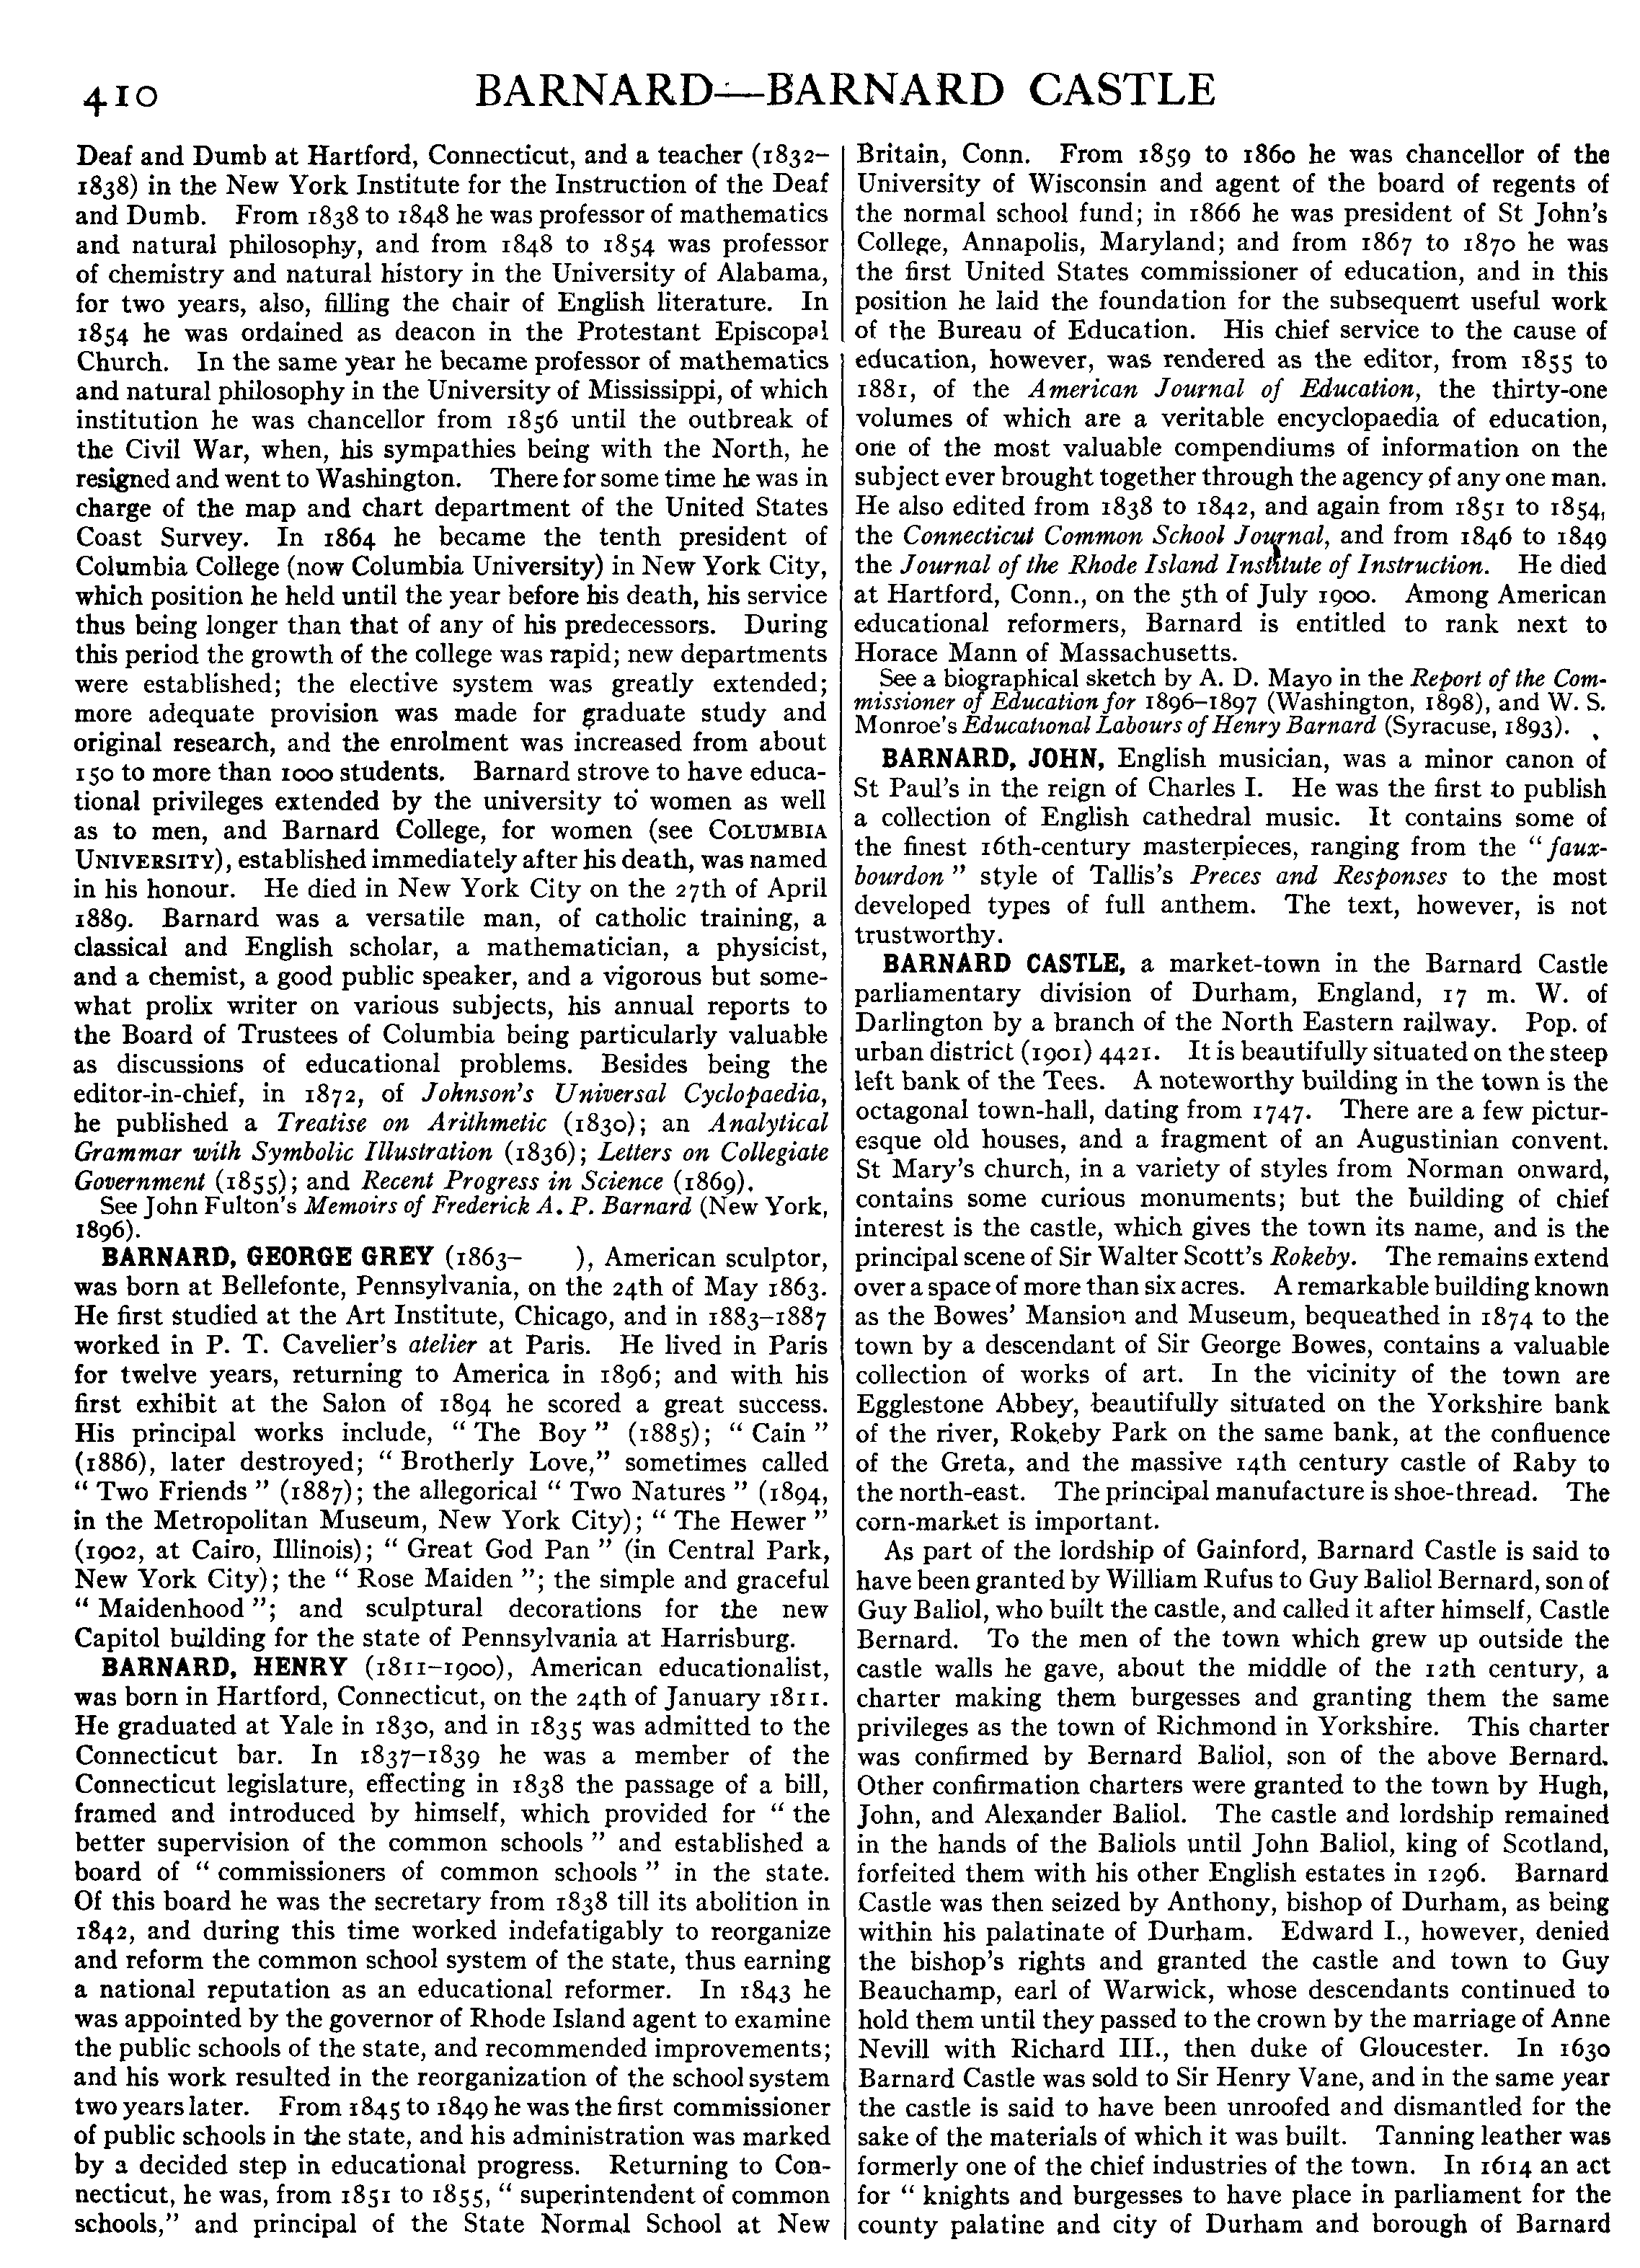 410
BARNARD—BARNARD CASTLE
Deaf and Dumb at Hartford, Connecticut, and a teacher (1832–
1838) in the New York Institute for the Instruction of the Deaf
and Dumb. From 1838 to 1848 he was professor of mathematics
and natural philosophy, and from 1848 to 1854 was professor
of chemistry and natural history in the University of Alabama,
for two years, also, filling the chair of English literature. In
1854 he was ordained as deacon in the Protestant Episcopal
Church. In the same year he became professor of mathematics
and natural philosophy in the University of Mississippi, of which
institution he was chancellor from 1856 until the outbreak of
the Civil War, when, his sympathies being with the North, he
resigned and went to Washington. There for some time he was in
charge of the map and chart department of the United States
Coast Survey. In 1864 he became the tenth president of
Columbia College (now Columbia University) in New York City,
which position he held until the year before his death, his service
thus being longer than that of any of his predecessors. During
this period the growth of the college was rapid; new departments
were established; the elective system was greatly extended;
more adequate provision was made for graduate study and
original research, and the enrolment was increased from about
150 to more than 1000 students. Barnard strove to have educa-
tional privileges extended by the university to women as well
as to men, and Barnard College, for women (see COLUMBIA
UNIVERSITY), established immediately after his death, was named
in his honour. He died in New York City on the 27th of April
1889. Barnard was a versatile man, of catholic training, a
classical and English scholar, a mathematician, a physicist,
and a chemist, a good public speaker, and a vigorous but some-
what prolix writer on various subjects, his annual reports to
the Board of Trustees of Columbia being particularly valuable
as discussions of educational problems. Besides being the
editor-in-chief, in 1872, of Johnson's Universal Cyclopaedia,
he published a Treatise on Arithmetic (1830); an Analytical
Grammar with Symbolic Illustration (1836); Letters on Collegiate
Government (1855); and Recent Progress in Science (1869).
See John Fulton's Memoirs of Frederick A. P. Barnard (New York,
1896).
BARNARD, GEORGE GREY (1863– ), American sculptor,
was born at Bellefonte, Pennsylvania, on the 24th of May 1863.
He first studied at the Art Institute, Chicago, and in 1883–1887
worked in P. T. Cavelier's atelier at Paris. He lived in Paris
for twelve years, returning to America in 1896; and with his
first exhibit at the Salon of 1894 he scored a great success.
His principal works include, “ The Boy ” (1885); “ Cain ”
(1886), later destroyed; “ Brotherly Love,” sometimes called
“ Two Friends ” (1887); the allegorical “ Two Natures ” (1894,
in the Metropolitan Museum, New York City); “ The Hewer ”
(1902, at Cairo, Illinois); “ Great God Pan ” (in Central Park,
New York City); the “ Rose Maiden ”; the simple and graceful
“ Maidenhood ”; and sculptural decorations for the new
Capitol building for the state of Pennsylvania at Harrisburg.
BARNARD, HENRY (1811–1900), American educationalist,
was born in Hartford, Connecticut, on the 24th of January 1811.
He graduated at Yale in 1830, and in 1835 was admitted to the
Connecticut bar. In 1837–1839 he was a member of the
Connecticut legislature, effecting in 1838 the passage of a bill,
framed and introduced by himself, which provided for “ the
better supervision of the common schools ” and established a
board of “ commissioners of common schools ” in the state.
Of this board he was the secretary from 1838 till its abolition in
1842, and during this time worked indefatigably to reorganize
and reform the common school system of the state, thus earning
a national reputation as an educational reformer. In 1843 he
was appointed by the governor of Rhode Island agent to examine
the public schools of the state, and recommended improvements;
and his work resulted in the reorganization of the school system
two years later. From 1845 to 1849 he was the first commissioner
of public schools in the state, and his administration was marked
by a decided step in educational progress. Returning to Con-
necticut, he was, from 1851 to 1855, “ superintendent of common
schools,” and principal of the State Normal School at New
Britain, Conn. From 1859 to 1860 he was chancellor of the
University of Wisconsin and agent of the board of regents of
the normal school fund; in 1866 he was president of St John's
College, Annapolis, Maryland; and from 1867 to 1870 he was
the first United States commissioner of education, and in this
position he laid the foundation for the subsequent useful work
of the Bureau of Education. His chief service to the cause of
education, however, was rendered as the editor, from 1855 to
1881, of the American Journal of Education, the thirty-one
volumes of which are a veritable encyclopaedia of education,
one of the most valuable compendiums of information on the
subject ever brought together through the agency of any one man.
He also edited from 1838 to 1842, and again from 1851 to 1854,
the Connecticut Common School Journal, and from 1846 to 1849
the Journal of the Rhode Island Institute of Instruction. He died
at Hartford, Conn., on the 5th of July 1900. Among American
educational reformers, Barnard is entitled to rank next to
Horace Mann of Massachusetts.
See a biographical sketch by A. D. Mayo in the Report of the Com-
missioner of Education for 1896–1897 (Washington, 1898), and W. S.
Monroe's Educational Labours of Henry Barnard (Syracuse, 1893).
BARNARD, JOHN, English musician, was a minor canon of
St Paul's in the reign of Charles I. He was the first to publish
a collection of English cathedral music. It contains some of
the finest 16th-century masterpieces, ranging from the “ faux-
bourdon ” style of Tallis's Preces and Responses to the most
developed types of full anthem. The text, however, is not
trustworthy.
BARNARD CASTLE, a market-town in the Barnard Castle
parliamentary division of Durham, England, 17 m. W. of
Darlington by a branch of the North Eastern railway. Pop. of
urban district (1901) 4421. It is beautifully situated on the steep
left bank of the Tees. A noteworthy building in the town is the
octagonal town-hall, dating from 1747. There are a few pictur-
esque old houses, and a fragment of an Augustinian convent.
St Mary's church, in a variety of styles from Norman onward,
contains some curious monuments; but the building of chief
interest is the castle, which gives the town its name, and is the
principal scene of Sir Walter Scott's Rokeby. The remains extend
over a space of more than six acres. A remarkable building known
as the Bowes' Mansion and Museum, bequeathed in 1874 to the
town by a descendant of Sir George Bowes, contains a valuable
collection of works of art. In the vicinity of the town are
Egglestone Abbey, beautifully situated on the Yorkshire bank
of the river, Rokeby Park on the same bank, at the confluence
of the Greta, and the massive 14th century castle of Raby to
the north-east. The principal manufacture is shoe-thread. The
corn-market is important.
As part of the lordship of Gainford, Barnard Castle is said to
have been granted by William Rufus to Guy Baliol Bernard, son of
Guy Baliol, who built the castle, and called it after himself, Castle
Bernard. To the men of the town which grew up outside the
castle walls he gave, about the middle of the 12th century, a
charter making them burgesses and granting them the same
privileges as the town of Richmond in Yorkshire. This charter
was confirmed by Bernard Baliol, son of the above Bernard.
Other confirmation charters were granted to the town by Hugh,
John, and Alexander Baliol. The castle and lordship remained
in the hands of the Baliols until John Baliol, king of Scotland,
forfeited them with his other English estates in 1296. Barnard
Castle was then seized by Anthony, bishop of Durham, as being
within his palatinate of Durham. Edward I., however, denied
the bishop's rights and granted the castle and town to Guy
Beauchamp, earl of Warwick, whose descendants continued to
hold them until they passed to the crown by the marriage of Anne
Nevill with Richard III., then duke of Gloucester. In 1630
Barnard Castle was sold to Sir Henry Vane, and in the same year
the castle is said to have been unroofed and dismantled for the
sake of the materials of which it was built. Tanning leather was
formerly one of the chief industries of the town. In 1614 an act
for “ knights and burgesses to have place in parliament for the
county palatine and city of Durham and borough of Barnard